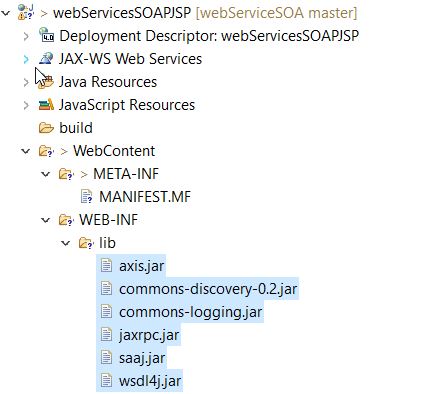 > webServicesSOAPJSP [webServiceSOA master]
4.0 Deployment Descriptor: webServicesSOAPJSP
JAX-WS Web Services
Java Resources
JavaScript Resources
build
> WebContent
> META-INF
MANIFEST.MF
WEB-INF
lib
axis.jar
commons-discovery-0.2.jar
commons-logging.jar
jaxrpc.jar
saaj.jar
wsdl4j.jar